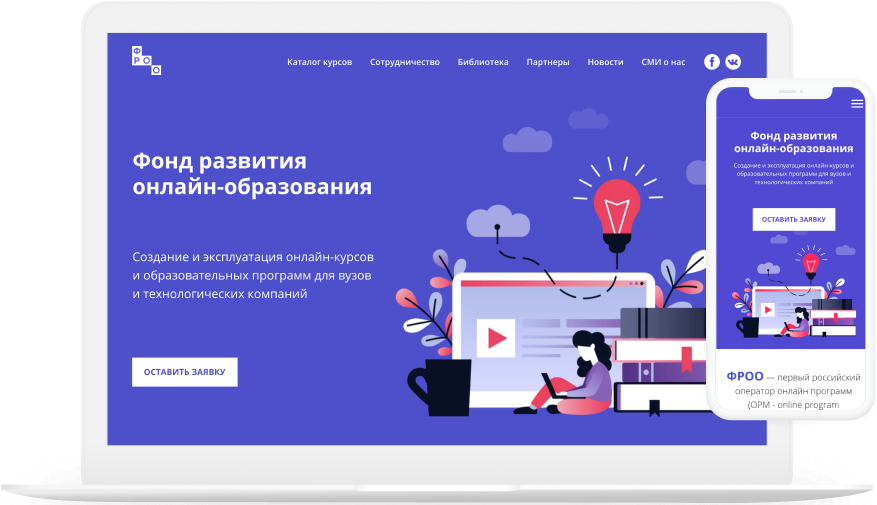 Ф
РО
О
Каталог курсов Сотрудничество Библиотека Партнеры Новости СМИ о нас
Фонд развития
онлайн-образования
Создание и эксплуатация онлайн-курсов
и образовательных программ для вузов
и технологических компаний
ОСТАВИТЬ ЗАЯВКУ
Фонд развития
онлайн-образования
Создание и эксплуатация онлайн-курсов и
образовательных программ для вузов и
технологических компаний
ОСТАВИТЬ ЗАЯВКУ
ФРОО — первый российский
оператор онлайн программ
(OPM - online program